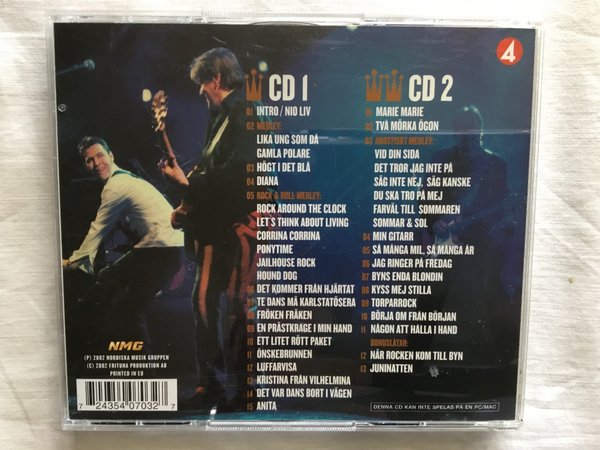 4
CD 1
01 INTRO / NIO LIV
02 MEDLEY:
LIKA UNG SOM DÅ
GAMLA POLARE
03 HÖGT I DET BLÅ
04 DIANA
05 ROCK & ROLL-MEDLEY:
ROCK AROUND THE CLOCK
LET'S THINK ABOUT LIVING
CORRINA CORRINA
PONYTIME
JAILHOUSE ROCK
HOUND DOG
06 DET KOMMER FRÅN HJÄRTAT
07 TE DANS MÄ KARLSTATÖSERA
08 FRÖKEN FRÄKEN
09 EN PRÄSTKRAGE I MIN HAND
10 ETT LITET RÖTT PAKET
11 ÖNSKEBRUNNEN
12 LUFFARVISA
13 KRISTINA FRÅN VILHELMINA
14 DET VAR DANS BORT I VÄGEN
15 ANITA
CD 2
01 MARIE MARIE
02 TVÅ MÖRKA ÖGON
03 AKUSTISKT MEDLEY:
VID DIN SIDA
DET TROR JAG INTE PÅ
SÄG INTE NEJ, SÄG KANSKE
DU SKA TRO PÅ MEJ
FARVÄL TILL SOMMAREN
SOMMAR & SOL
04 MIN GITARR
05 SÅ MÅNGA MIL, SÅ MÅNGA ÅR
06 JAG RINGER PÅ FREDAG
07 BYNS ENDA BLONDIN
08 KYSS MEJ STILLA
09 TORPARROCK
10 BÖRJA OM FRÅN BÖRJAN
11 NÅGON ATT HÅLLA I HAND
BONUSLÅTAR:
12 NÄR ROCKEN KOM TILL BYN
13 JUNINATTEN
NMG
(P) 2002 NORDISKA MUSIK GRUPPEN
(C) 2002 FRITUNA PRODUKTION AB
PRINTED IN EU
7 24354 07032 7
DENNA CD KAN INTE SPELAS PÅ EN PC/MAC